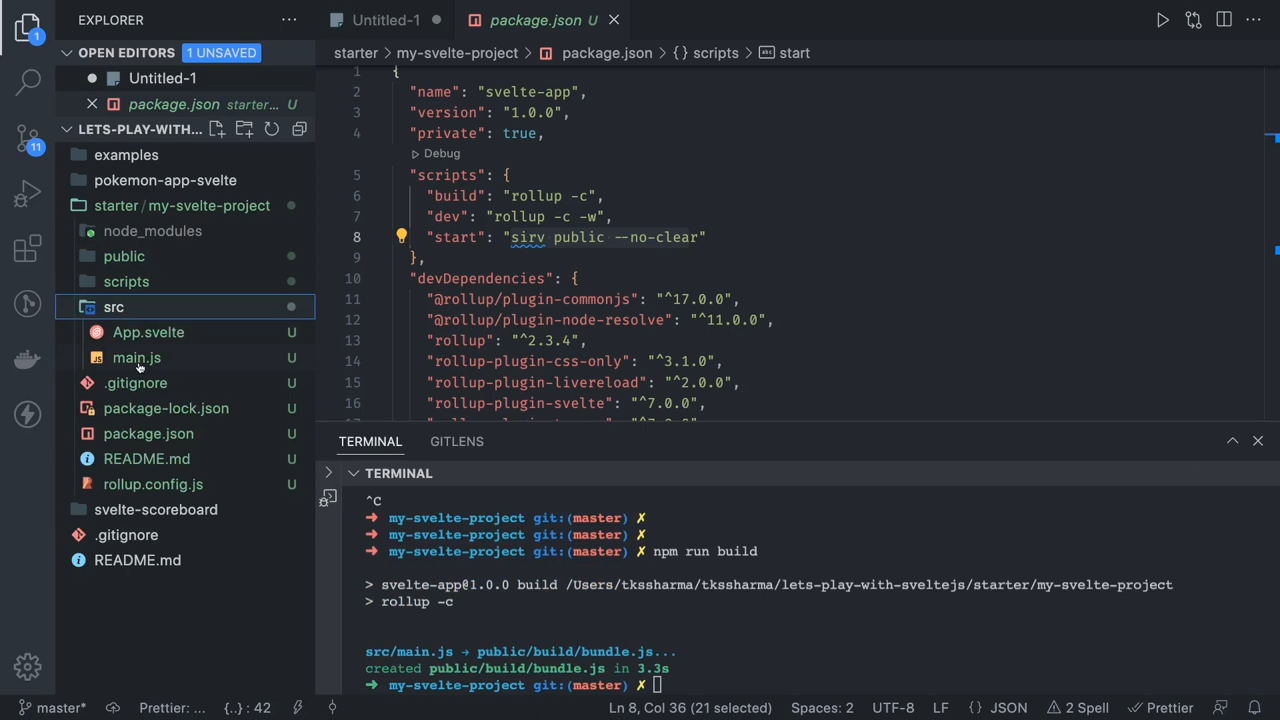 EXPLORER
1
OPEN EDITORS 1 UNSAVED
Untitled-1
package.json starter... U
LETS-PLAY-WITH...
11
examples
pokemon-app-svelte
starter / my-svelte-project
node_modules
public
scripts
src
App.svelte U
JS main.js U
.gitignore U
package-lock.json U
package.json U
README.md U
rollup.config.js U
svelte-scoreboard
.gitignore
README.md
Untitled-1
package.json U
starter > my-svelte-project > package.json > {} scripts > abc start
1 {
2 "name": "svelte-app",
3 "version": "1.0.0",
4 "private": true,
Debug
5 "scripts": {
6 "build": "rollup -c",
7 "dev": "rollup -c -w",
8 "start": "sirv public --no-clear"
9 },
10 "devDependencies": {
11 "@rollup/plugin-commonjs": "^17.0.0",
12 "@rollup/plugin-node-resolve": "^11.0.0",
13 "rollup": "^2.3.4",
14 "rollup-plugin-css-only": "^3.1.0",
15 "rollup-plugin-livereload": "^2.0.0",
16 "rollup-plugin-svelte": "^7.0.0",
TERMINAL GITLENS
TERMINAL
^C
→ my-svelte-project git:(master) ✗
→ my-svelte-project git:(master) ✗
→ my-svelte-project git:(master) ✗ npm run build
> svelte-app@1.0.0 build /Users/tkssharma/tkssharma/lets-play-with-sveltejs/starter/my-svelte-project
> rollup -c
src/main.js → public/build/bundle.js...
created public/build/bundle.js in 3.3s
→ my-svelte-project git:(master) ✗
master* Prettier: ... {..} : 42 Ln 8, Col 36 (21 selected) Spaces: 2 UTF-8 LF {} JSON 2 Spell Prettier